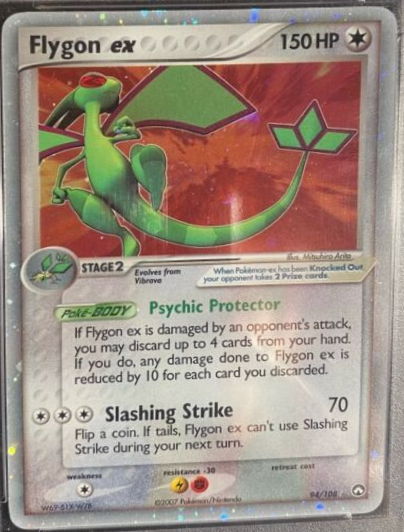 Flygon ex 150 HP
Illus. Mitsuhiro Arita
STAGE 2
Evolves from
Vibrava
When Pokémon-ex has been Knocked Out,
your opponent takes 2 Prize cards.
Poké-BODY Psychic Protector
If Flygon ex is damaged by an opponent's attack,
you may discard up to 4 cards from your hand.
If you do, any damage done to Flygon ex is
reduced by 10 for each card you discarded.
Slashing Strike 70
Flip a coin. If tails, Flygon ex can't use Slashing
Strike during your next turn.
weakness resistance -30 retreat cost
©2007 Pokémon/Nintendo 94/108